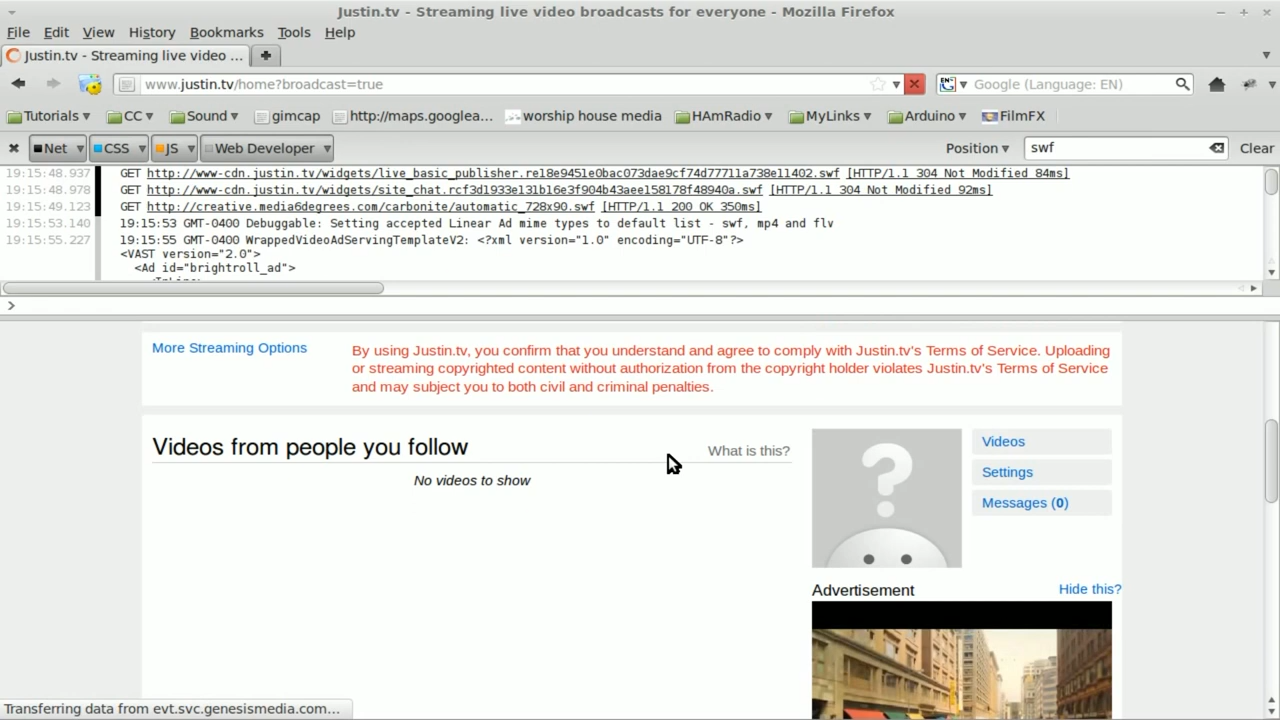 Justin.tv - Streaming live video broadcasts for everyone - Mozilla Firefox
File Edit View History Bookmarks Tools Help
Justin.tv - Streaming live video ...
www.justin.tv/home?broadcast=true
Google (Language: EN)
Tutorials CC Sound gimcap http://maps.googlea... worship house media HAmRadio MyLinks Arduino FilmFX
Net CSS JS Web Developer Position swf Clear
19:15:48.937 GET http://www-cdn.justin.tv/widgets/live_basic_publisher.re18e9451e0bac073dae9cf74d77711a738e11402.swf [HTTP/1.1 304 Not Modified 84ms]
19:15:48.978 GET http://www-cdn.justin.tv/widgets/site_chat.rcf3d1933e131b16e3f904b43aee158178f48940a.swf [HTTP/1.1 304 Not Modified 92ms]
19:15:49.123 GET http://creative.media6degrees.com/carbonite/automatic_728x90.swf [HTTP/1.1 200 OK 350ms]
19:15:53.140 19:15:53 GMT-0400 Debuggable: Setting accepted Linear Ad mime types to default list - swf, mp4 and flv
19:15:55.227 19:15:55 GMT-0400 WrappedVideoAdServingTemplateV2: <?xml version="1.0" encoding="UTF-8"?>
<VAST version="2.0">
<Ad id="brightroll_ad">
>
More Streaming Options
By using Justin.tv, you confirm that you understand and agree to comply with Justin.tv's Terms of Service. Uploading
or streaming copyrighted content without authorization from the copyright holder violates Justin.tv's Terms of Service
and may subject you to both civil and criminal penalties.
Videos from people you follow
What is this?
No videos to show
Videos
Settings
Messages (0)
Advertisement
Hide this?
Transferring data from evt.svc.genesismedia.com...